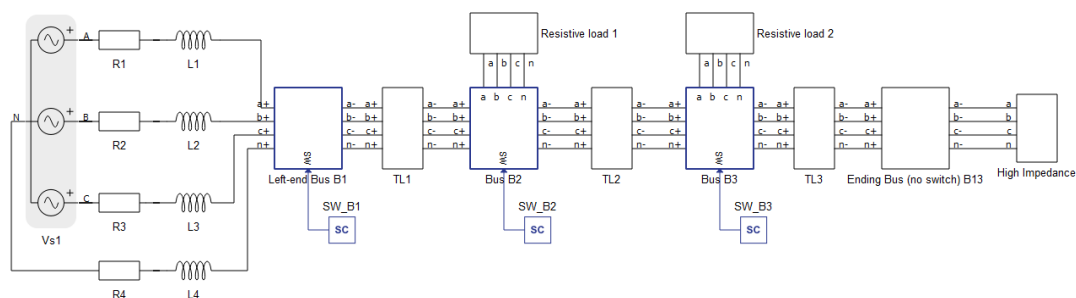 Resistive load 1
Resistive load 2
a b c n
a b c n
a b c n
a b c n
+ A R1 L1
N + B R2 L2
+ C R3 L3
Vs1
R4 L4
a+ a- a+ a- a+ a- a+ a- a+ a- a+ a- a+ a- a
b+ b- b+ b- b+ b- b+ b- b+ b- b+ b- b+ b- b
c+ c- c+ c- c+ c- c+ c- c+ c- c+ c- c+ c- c
n+ n- n+ n- n+ n- n+ n- n+ n- n+ n- n+ n- n
SW SW SW
Left-end Bus B1 TL1 Bus B2 TL2 Bus B3 TL3 Ending Bus (no switch) B13 High Impedance
SW_B1 SW_B2 SW_B3
SC SC SC